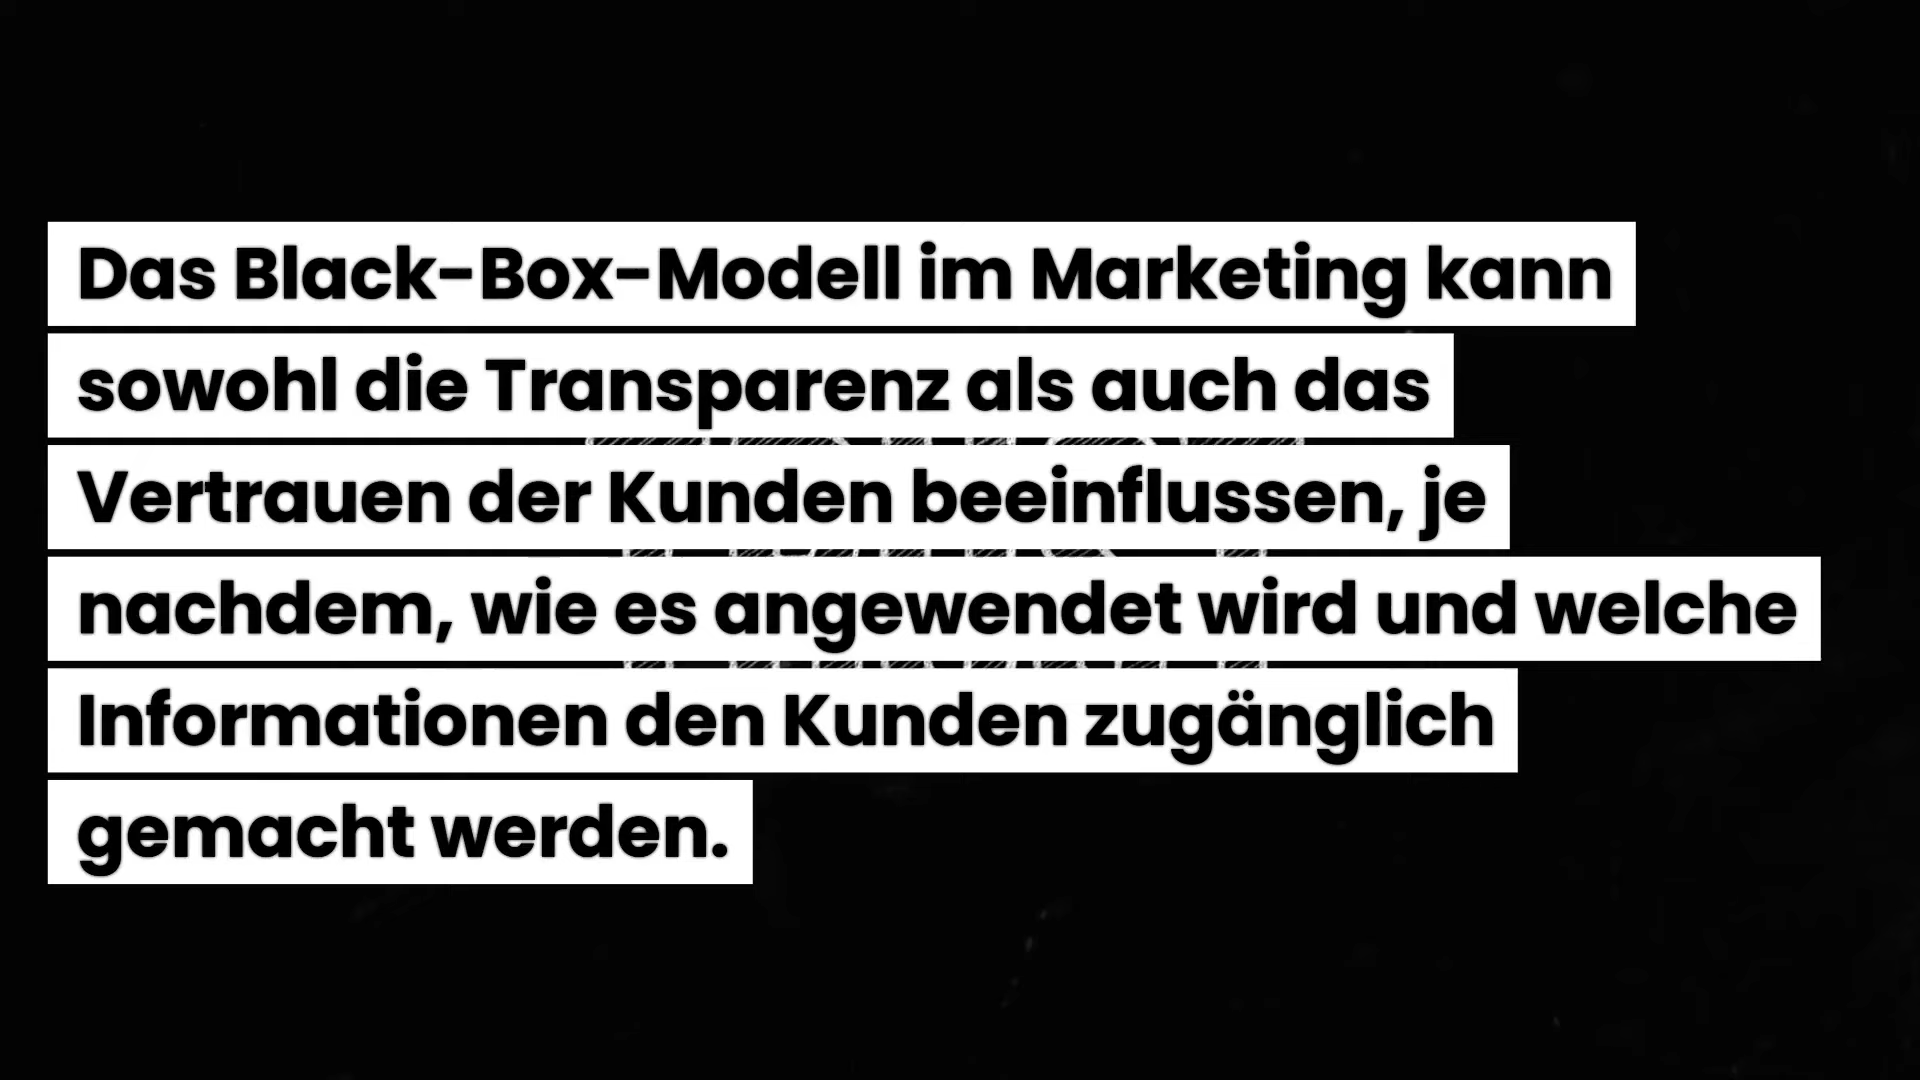 Das Black-Box-Modell im Marketing kann
sowohl die Transparenz als auch das
Vertrauen der Kunden beeinflussen, je
nachdem, wie es angewendet wird und welche
Informationen den Kunden zugänglich
gemacht werden.